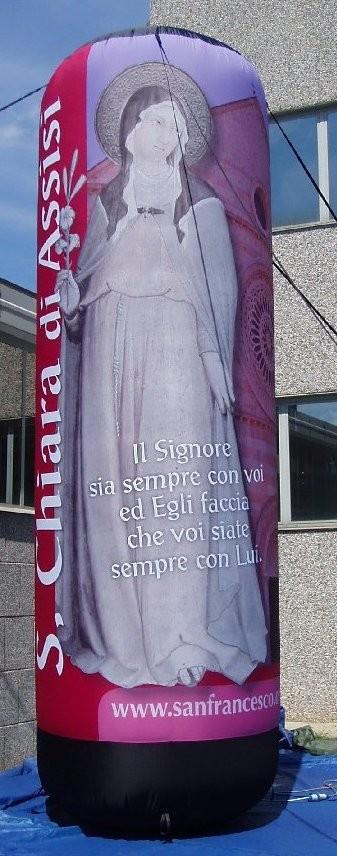 S. Chiara di Assisi
Il Signore
sia sempre con voi
ed Egli faccia
che voi siate
sempre con Lui.
www.sanfrancesco.